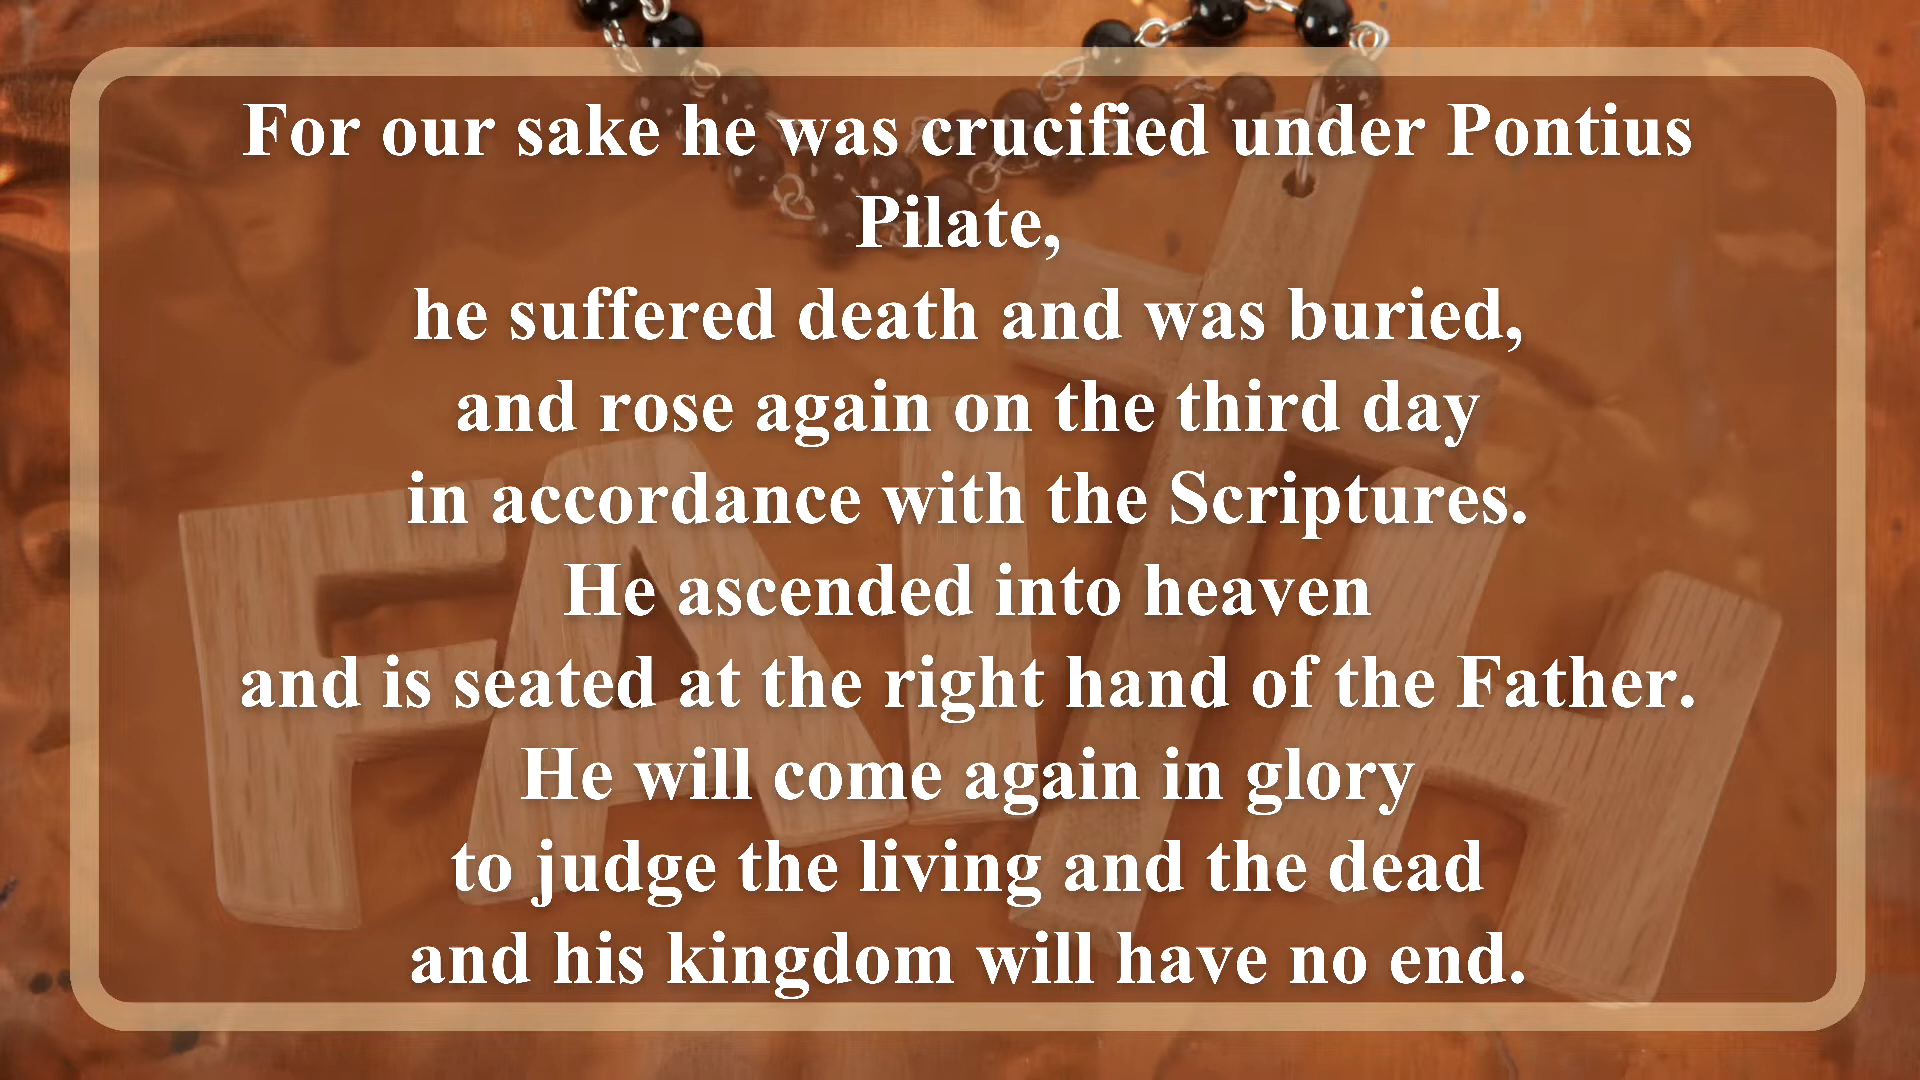 For our sake he was crucified under Pontius
Pilate,
he suffered death and was buried,
and rose again on the third day
in accordance with the Scriptures.
He ascended into heaven
and is seated at the right hand of the Father.
He will come again in glory
to judge the living and the dead
and his kingdom will have no end.
FAITH